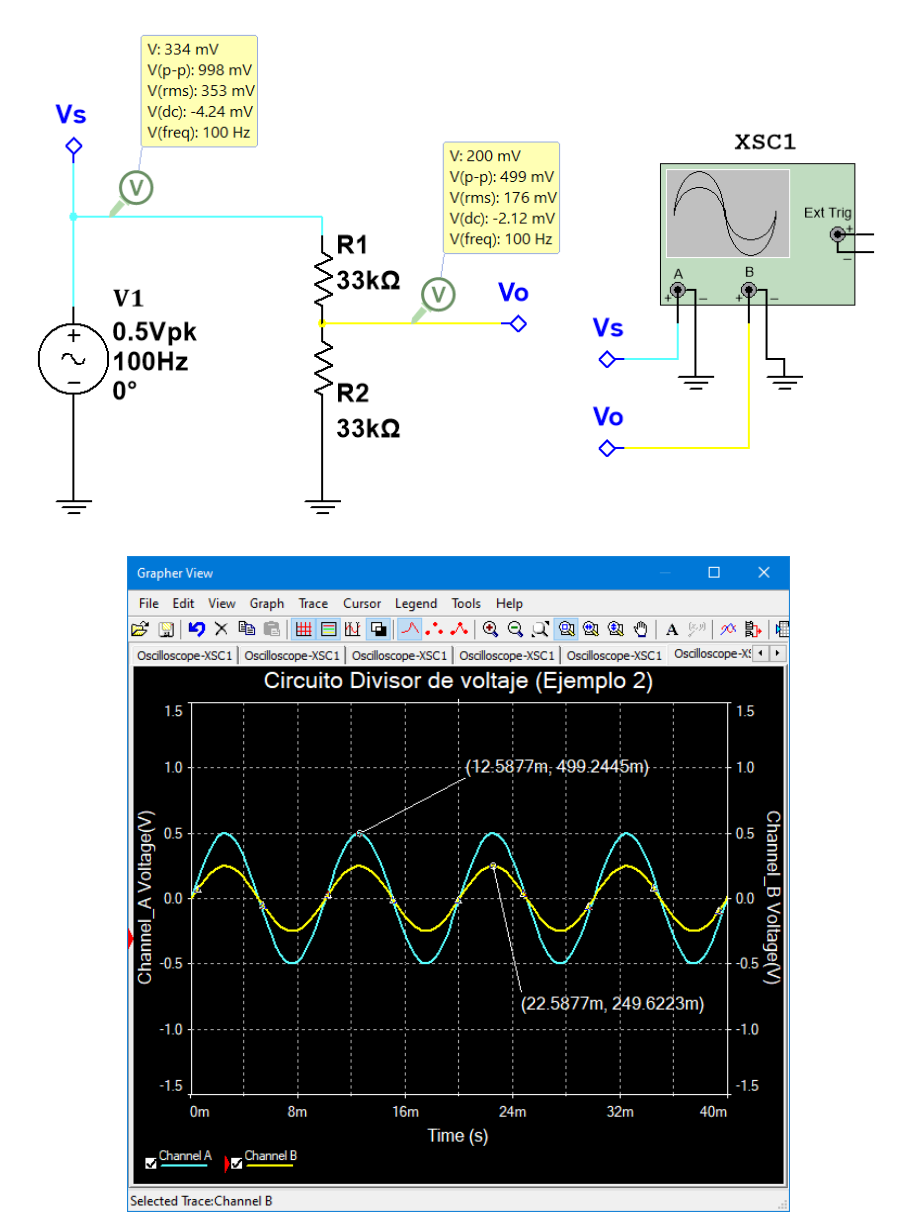 V: 334 mV
V(p-p): 998 mV
V(rms): 353 mV
V(dc): -4.24 mV
V(freq): 100 Hz
Vs
V
V: 200 mV
V(p-p): 499 mV
V(rms): 176 mV
V(dc): -2.12 mV
V(freq): 100 Hz
XSC1
Ext Trig
+
−
A
B
+ −
+ −
R1
33kΩ
V
Vo
V1
0.5Vpk
100Hz
0°
+
−
R2
33kΩ
Vs
Vo
Grapher View
File Edit View Graph Trace Cursor Legend Tools Help
A
Oscilloscope-XSC1 Oscilloscope-XSC1 Oscilloscope-XSC1 Oscilloscope-XSC1 Oscilloscope-XSC1 Oscilloscope-XS
Circuito Divisor de voltaje (Ejemplo 2)
1.5 1.5
1.0 (12.5877m, 499.2445m) 1.0
0.5 0.5
0.0 0.0
-0.5 -0.5
-1.0 (22.5877m, 249.6223m) -1.0
-1.5 -1.5
Channel_A Voltage(V)
Channel_B Voltage(V)
0m 8m 16m 24m 32m 40m
Time (s)
Channel A Channel B
Selected Trace:Channel B